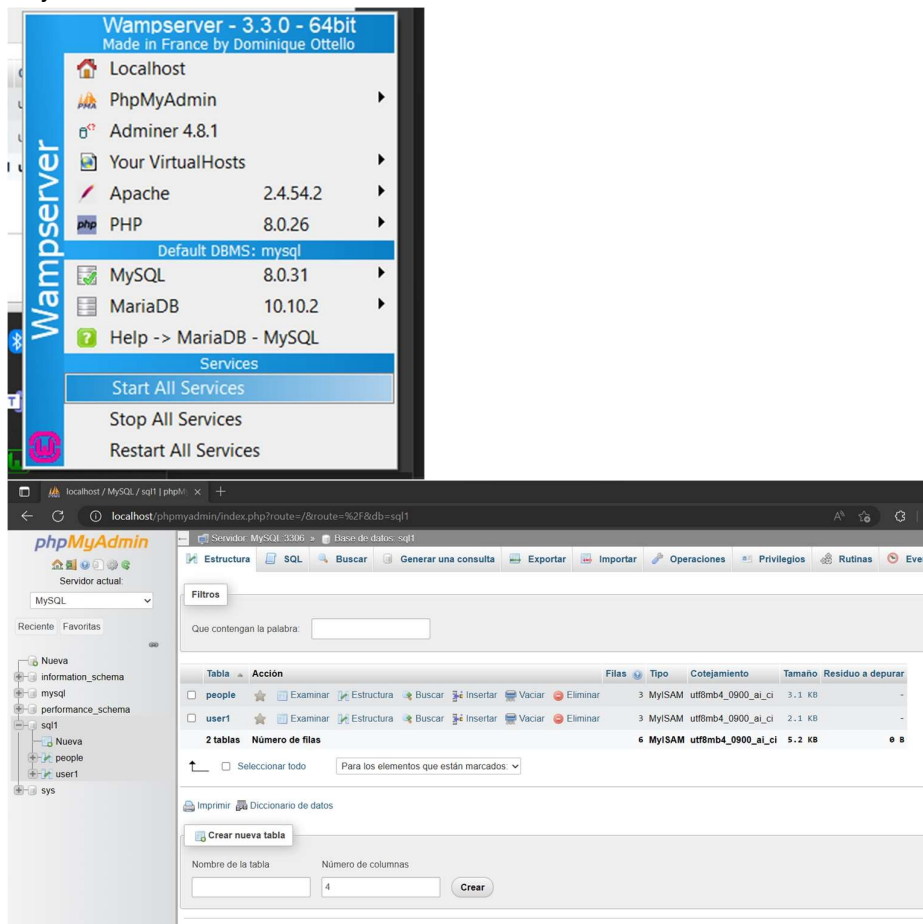 Wampserver - 3.3.0 - 64bit
Made in France by Dominique Ottello
Wampserver
Localhost
PhpMyAdmin
Adminer 4.8.1
Your VirtualHosts
Apache 2.4.54.2
PHP 8.0.26
Default DBMS: mysql
MySQL 8.0.31
MariaDB 10.10.2
Help -> MariaDB - MySQL
Services
Start All Services
Stop All Services
Restart All Services
localhost / MySQL / sql1 | phpM
localhost/phpmyadmin/index.php?route=/&route=%2F&db=sql1
phpMyAdmin
Servidor actual:
MySQL
Reciente Favoritas
Nueva
information_schema
mysql
performance_schema
sql1
Nueva
people
user1
sys
Servidor: MySQL:3306 » Base de datos: sql1
Estructura SQL Buscar Generar una consulta Exportar Importar Operaciones Privilegios Rutinas Eve
Filtros
Que contengan la palabra:
Tabla Acción Filas Tipo Cotejamiento Tamaño Residuo a depurar
people Examinar Estructura Buscar Insertar Vaciar Eliminar 3 MyISAM utf8mb4_0900_ai_ci 3.1 KB -
user1 Examinar Estructura Buscar Insertar Vaciar Eliminar 3 MyISAM utf8mb4_0900_ai_ci 2.1 KB -
2 tablas Número de filas 6 MyISAM utf8mb4_0900_ai_ci 5.2 KB 0 B
Seleccionar todo Para los elementos que están marcados:
Imprimir Diccionario de datos
Crear nueva tabla
Nombre de la tabla Número de columnas
4 Crear